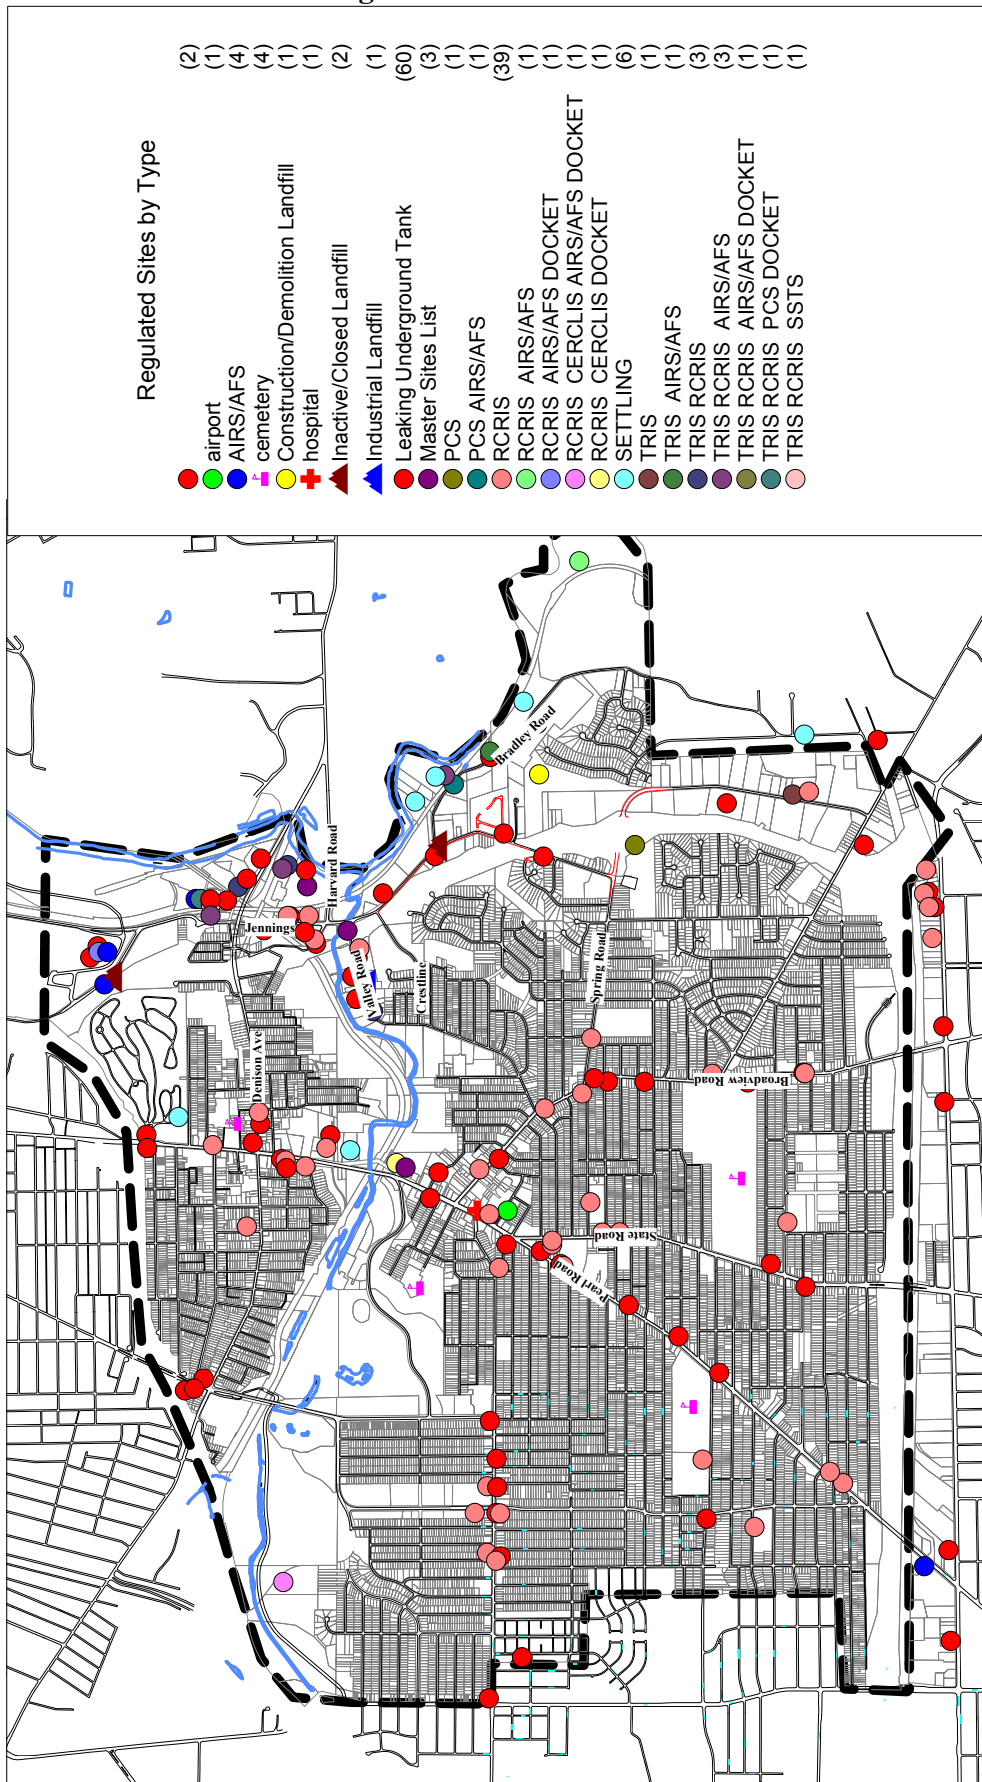 Regulated Sites by Type
(2)
airport (1)
AIRS/AFS (4)
cemetery (4)
Construction/Demolition Landfill (1)
hospital (1)
Inactive/Closed Landfill (2)
Industrial Landfill (1)
Leaking Underground Tank (60)
Master Sites List (3)
PCS (1)
PCS AIRS/AFS (1)
RCRIS (39)
RCRIS AIRS/AFS (1)
RCRIS AIRS/AFS DOCKET (1)
RCRIS CERCLIS AIRS/AFS DOCKET (1)
RCRIS CERCLIS DOCKET (1)
SETTLING (6)
TRIS (1)
TRIS AIRS/AFS (1)
TRIS RCRIS (3)
TRIS RCRIS AIRS/AFS (3)
TRIS RCRIS AIRS/AFS DOCKET (1)
TRIS RCRIS PCS DOCKET (1)
TRIS RCRIS SSTS (1)
Harvard Road
Jennings
Denison Ave
Valley Road
Crestline
Bradley Road
Spring Road
Broadview Road
State Road
Pearl Road